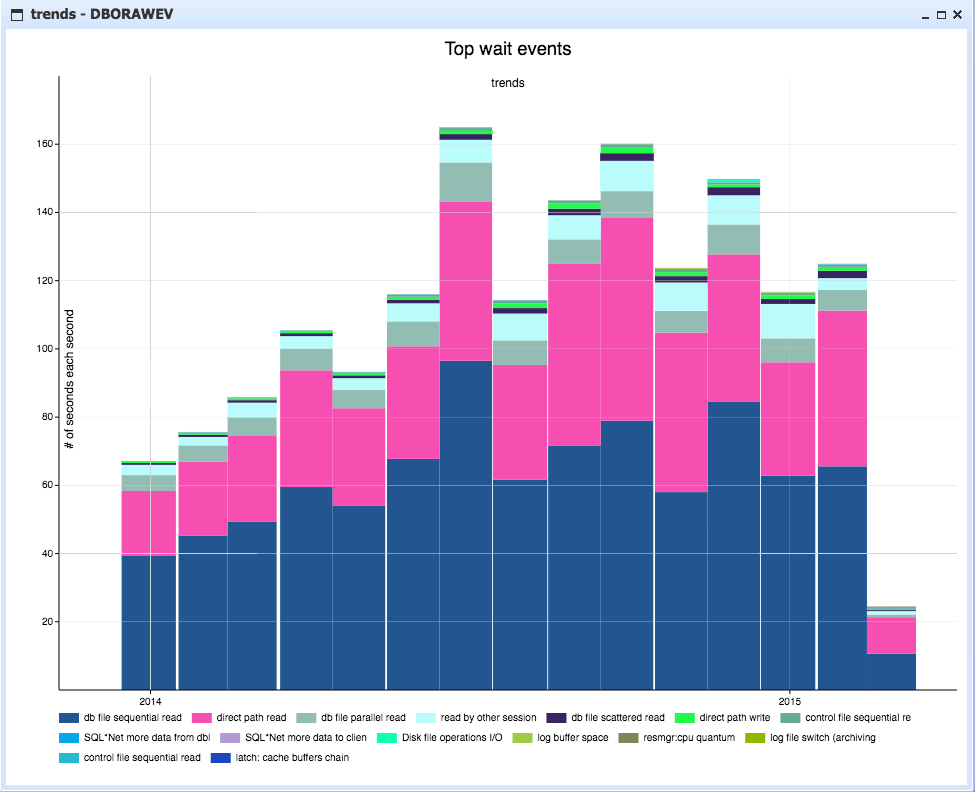 trends - DBORAWEV
Top wait events
trends
# of seconds each second
160
140
120
100
80
60
40
20
2014 2015
db file sequential read direct path read db file parallel read read by other session db file scattered read direct path write control file sequential re
SQL*Net more data from dbl SQL*Net more data to clien Disk file operations I/O log buffer space resmgr:cpu quantum log file switch (archiving
control file sequential read latch: cache buffers chain